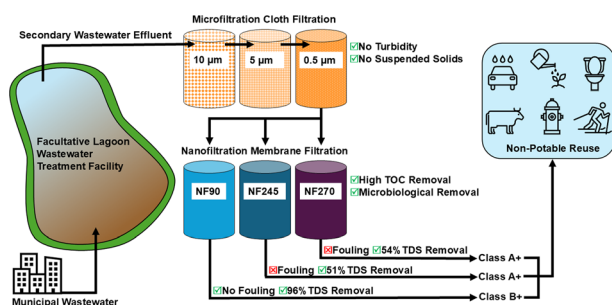 Microfiltration Cloth Filtration
Secondary Wastewater Effluent
10 µm
5 µm
0.5 µm
☑No Turbidity
☑No Suspended Solids
Facultative Lagoon
Wastewater
Treatment Facility
Nanofiltration Membrane Filtration
NF90
NF245
NF270
☑High TOC Removal
☑Microbiological Removal
Non-Potable Reuse
☒Fouling ☑54% TDS Removal
Class A+
☒Fouling ☑51% TDS Removal
Class A+
☑No Fouling ☑96% TDS Removal
Class B+
Municipal Wastewater